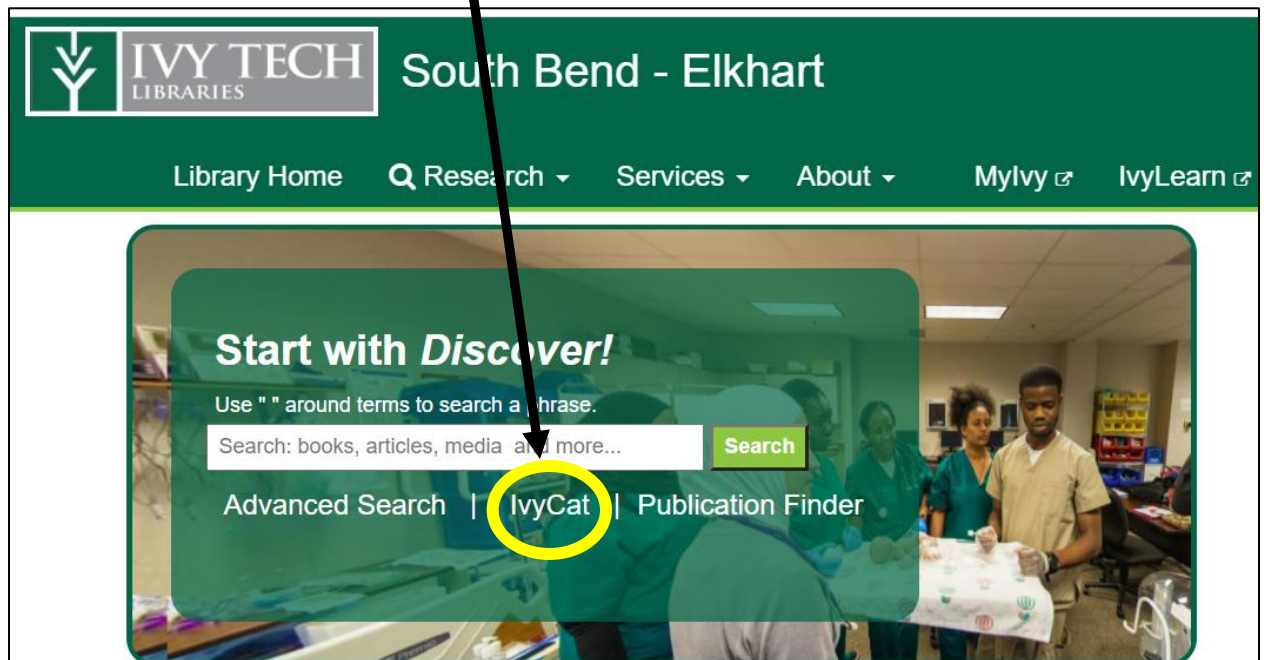 IVY TECH
LIBRARIES
South Bend - Elkhart
Library Home Research Services About MyIvy IvyLearn
Start with Discover!
Use " " around terms to search a phrase.
Search: books, articles, media and more... Search
Advanced Search | IvyCat | Publication Finder